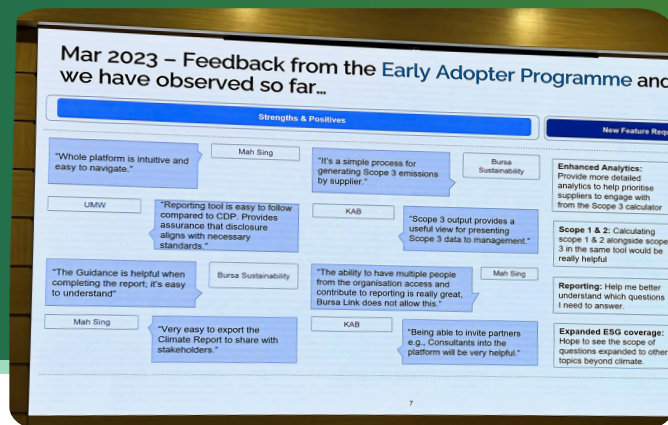 Mar 2023 – Feedback from the Early Adopter Programme and
we have observed so far...
Strengths & Positives
New Feature
"Whole platform is intuitive and
easy to navigate."
Mah Sing
"It's a simple process for
generating Scope 3 emissions
by supplier."
Bursa
Sustainability
UMW
"Reporting tool is easy to follow
compared to CDP. Provides
assurance that disclosure
aligns with necessary
standards."
KAB
"Scope 3 output provides a
useful view for presenting
Scope 3 data to management."
"The Guidance is helpful when
completing the report; it's easy
to understand"
Bursa Sustainability
"The ability to have multiple people
from the organisation access and
contribute to reporting is really great,
Bursa Link does not allow this."
Mah Sing
Mah Sing
"Very easy to export the
Climate Report to share with
stakeholders."
KAB
"Being able to invite partners
e.g., Consultants into the
platform will be very helpful."
Enhanced Analytics:
Provide more detailed
analytics to help prioritise
suppliers to engage with
from the Scope 3 calculator
Scope 1 & 2: Calculating
scope 1 & 2 alongside scope
3 in the same tool would be
really helpful
Reporting: Help me better
understand which questions
I need to answer.
Expanded ESG coverage:
Hope to see the scope of
questions expanded to other
topics beyond climate.
7